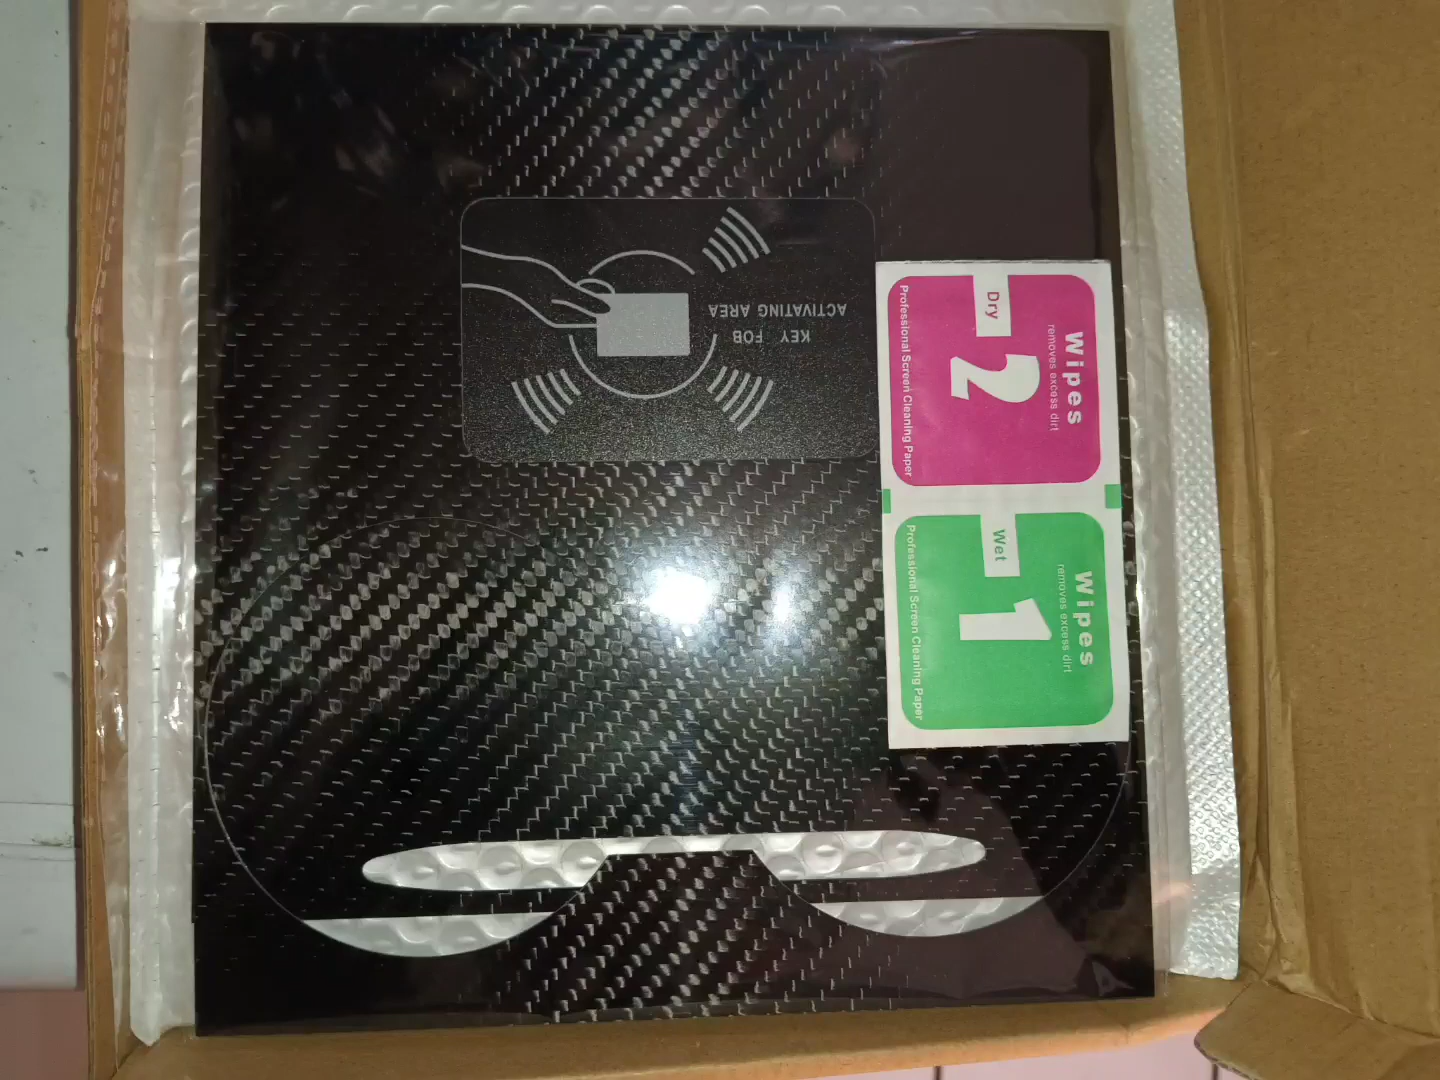 KEY FOB
ACTIVATING AREA
Wipes
removes excess dirt
Dry
2
Professional Screen Cleaning Paper
Wipes
removes excess dirt
Wet
1
Professional Screen Cleaning Paper